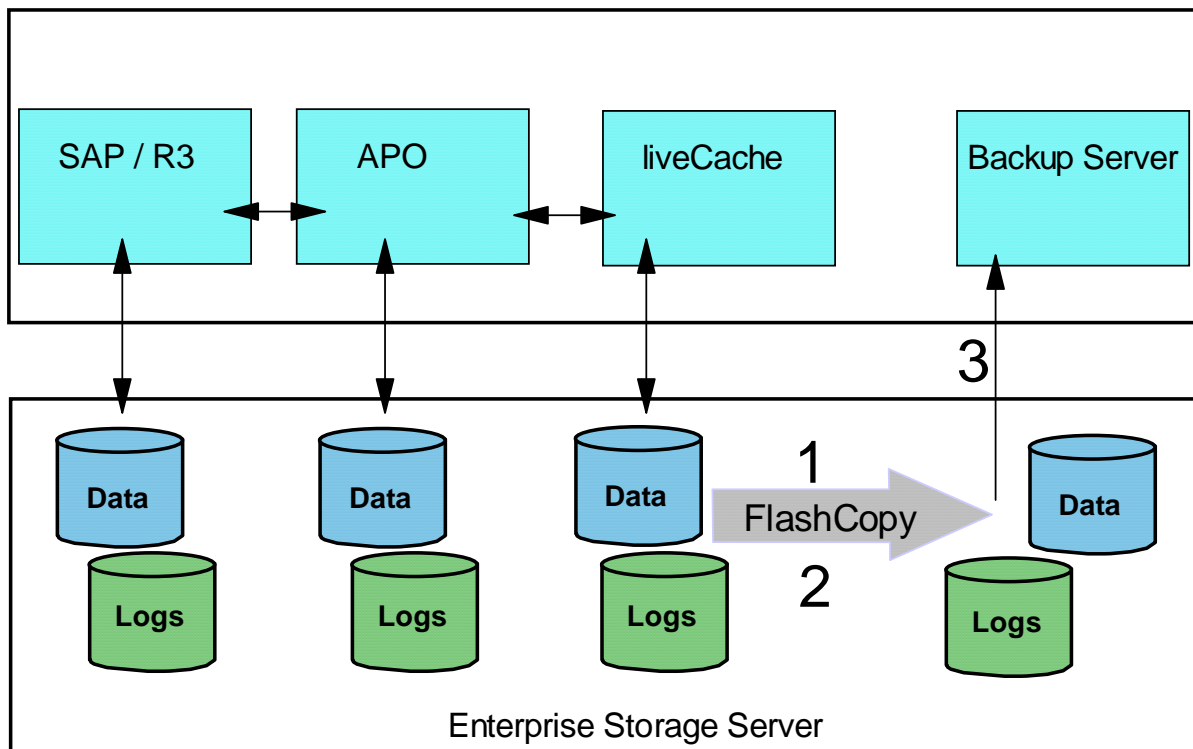 SAP / R3
APO
liveCache
Backup Server
3
Data
Data
Data
1
FlashCopy
2
Data
Logs
Logs
Logs
Logs
Enterprise Storage Server